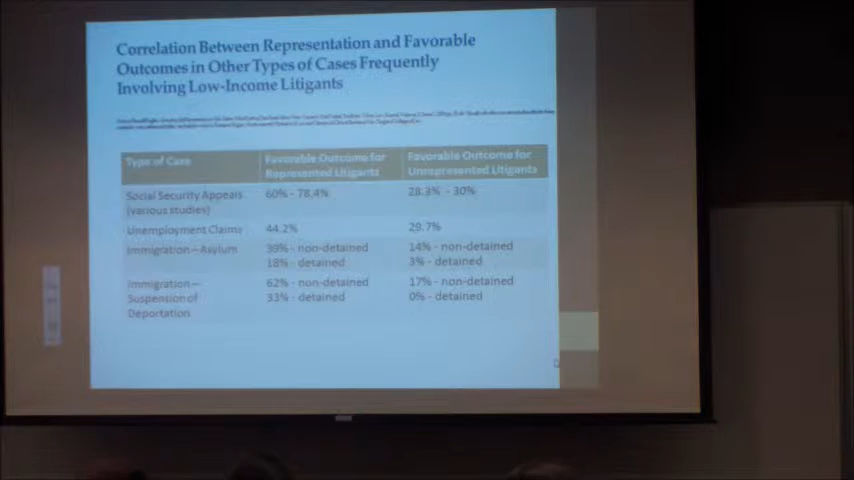 Correlation Between Representation and Favorable
Outcomes in Other Types of Cases Frequently
Involving Low-Income Litigants
Type of Case
Favorable Outcome for
Represented Litigants
Favorable Outcome for
Unrepresented Litigants
Social Security Appeals
(various studies)
60% - 78.4%
28.3% - 30%
Unemployment Claims
44.2%
29.7%
Immigration—Asylum
39% - non-detained
18% - detained
14% - non-detained
3% - detained
Immigration—
Suspension of
Deportation
62% - non-detained
33% - detained
17% - non-detained
0% - detained